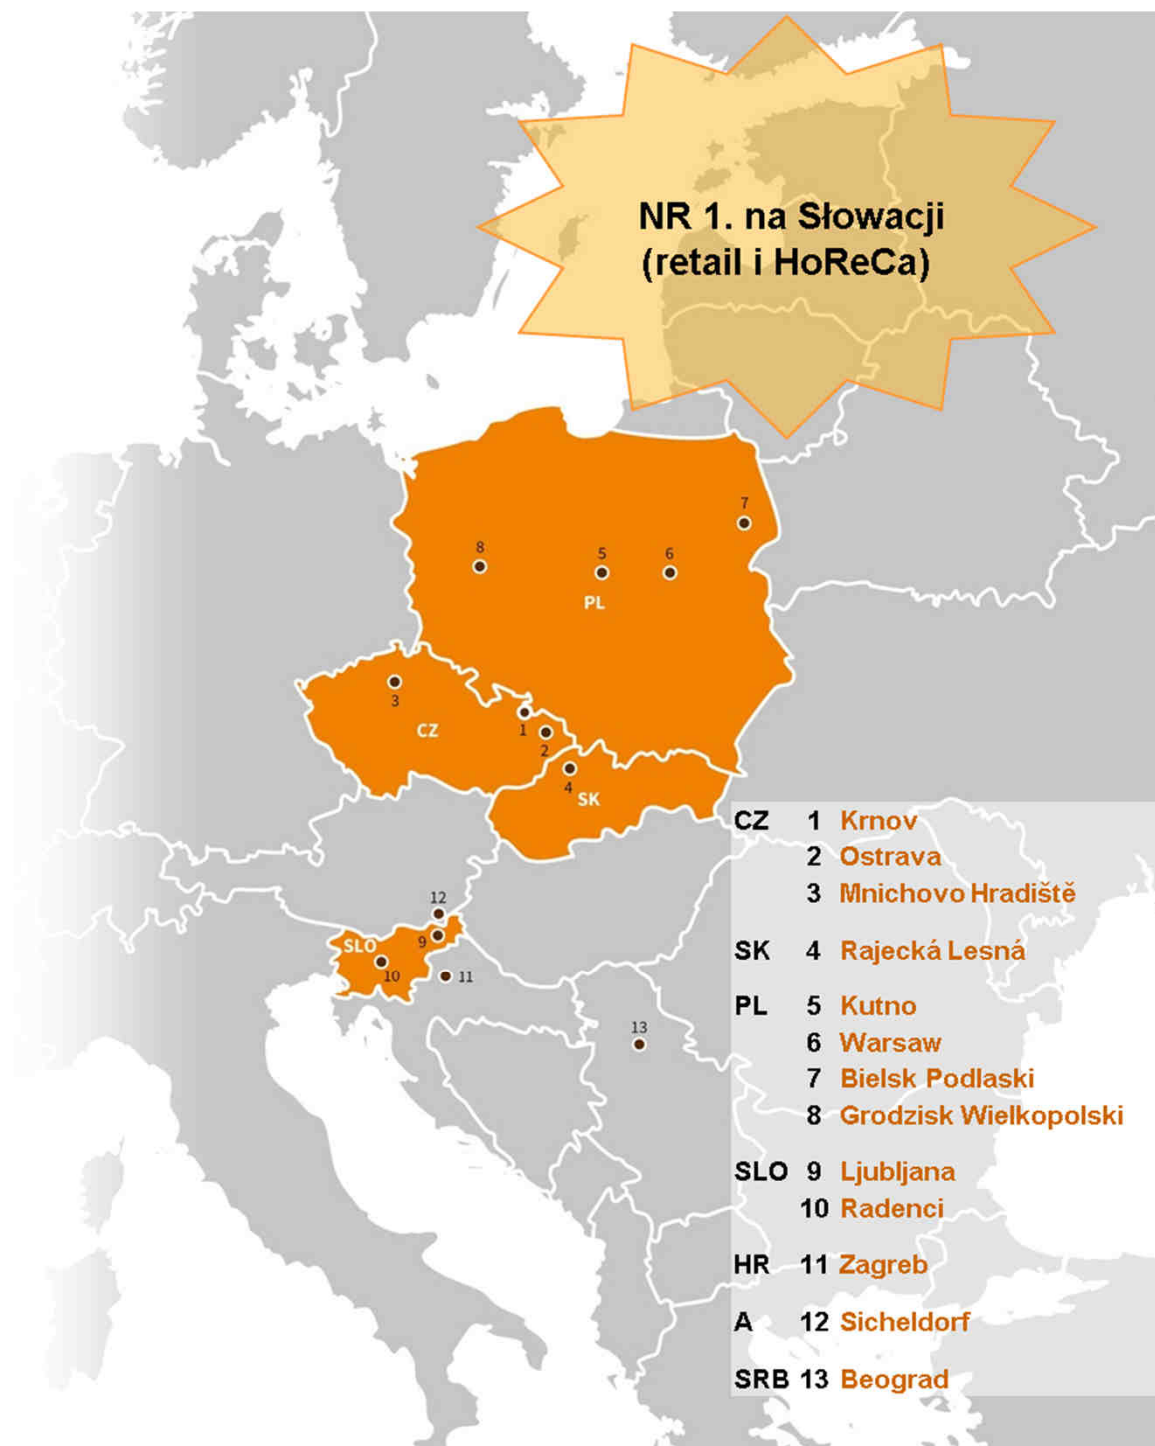 NR 1. na Słowacji
(retail i HoReCa)
7
8
5
6
PL
3
CZ
1
2
4
SK
12
9
SLO
10
11
13
CZ 1 Krnov
2 Ostrava
3 Mnichovo Hradiště
SK 4 Rajecká Lesná
PL 5 Kutno
6 Warsaw
7 Bielsk Podlaski
8 Grodzisk Wielkopolski
SLO 9 Ljubljana
10 Radenci
HR 11 Zagreb
A 12 Sicheldorf
SRB 13 Beograd